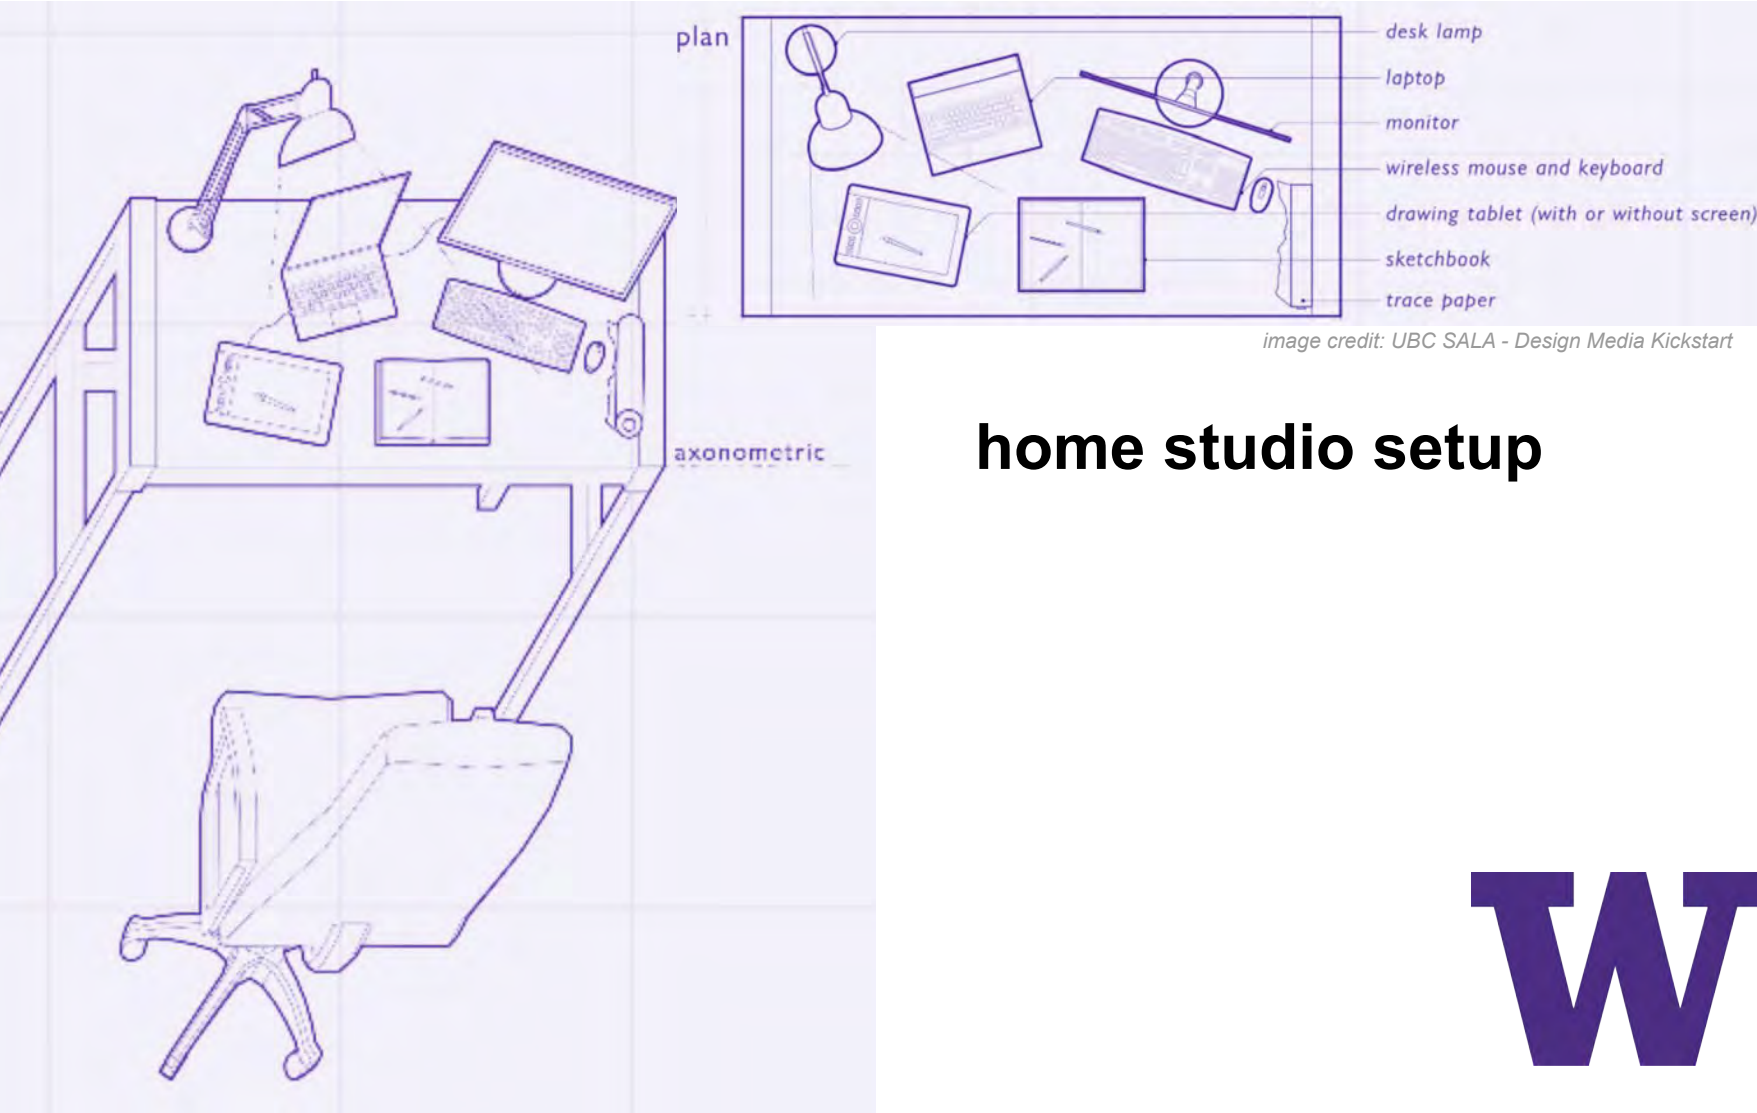 plan
desk lamp
laptop
monitor
wireless mouse and keyboard
drawing tablet (with or without screen)
sketchbook
trace paper
image credit: UBC SALA - Design Media Kickstart
home studio setup
axonometric
W